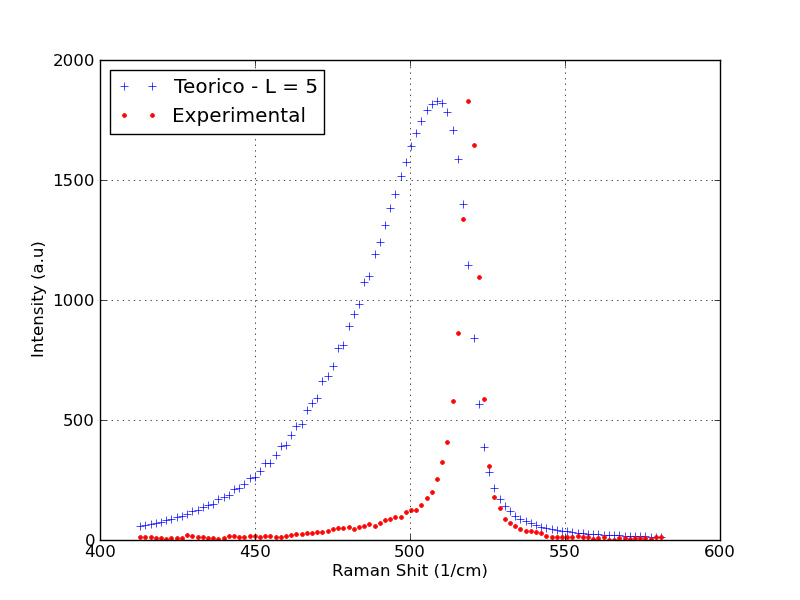 2000
1500
1000
500
0
400
450
500
550
600
Intensity (a.u)
Raman Shit (1/cm)
Teorico - L = 5
Experimental